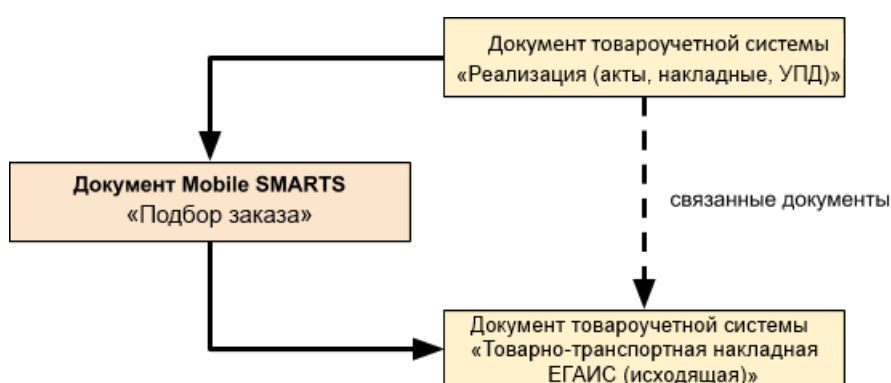 Документ товароучетной системы
«Реализация (акты, накладные, УПД)»
Документ Mobile SMARTS
«Подбор заказа»
связанные документы
Документ товароучетной системы
«Товарно-транспортная накладная
ЕГАИС (исходящая)»